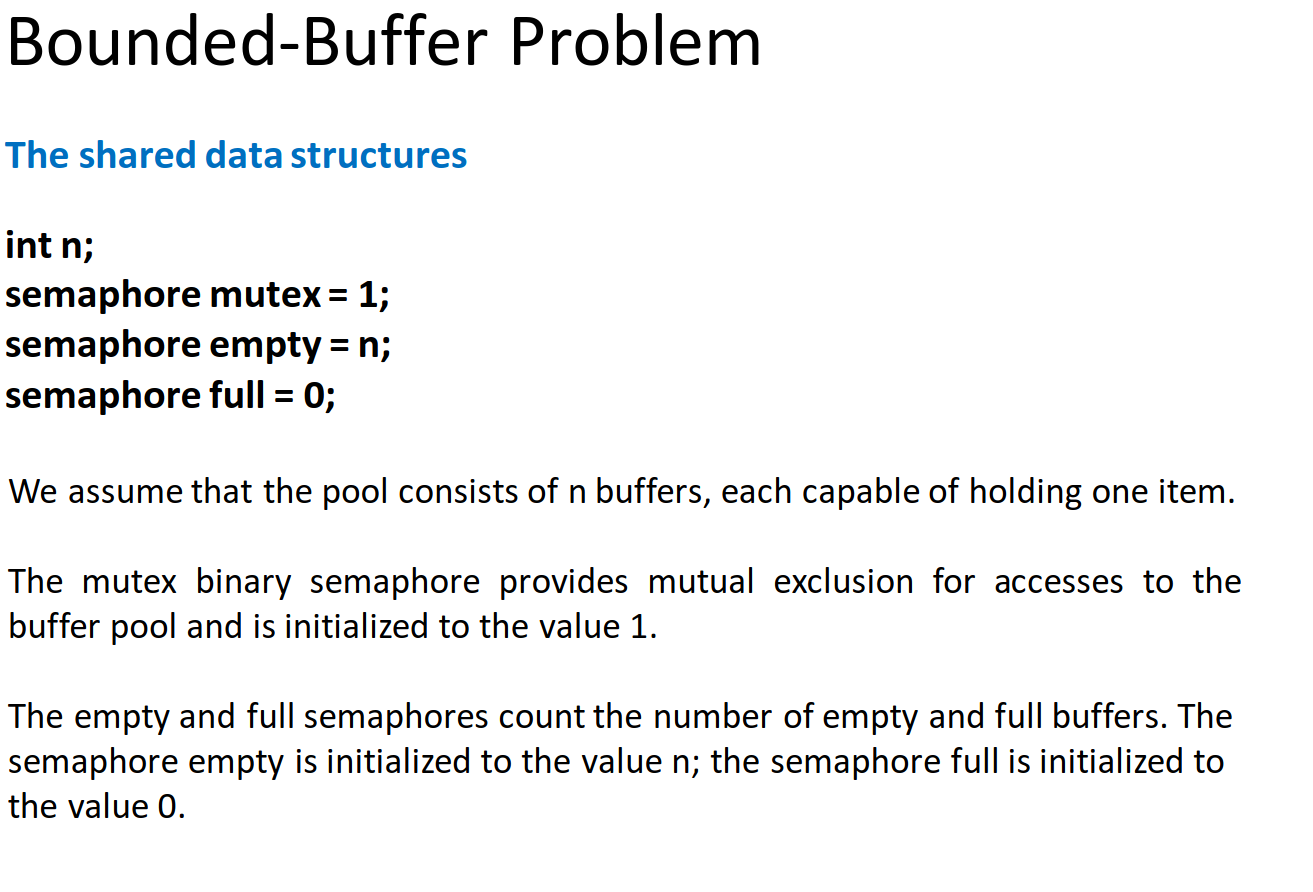 Bounded-Buffer Problem
The shared data structures
int n;
semaphore mutex = 1;
semaphore empty = n;
semaphore full = 0;
We assume that the pool consists of n buffers, each capable of holding one item.
The mutex binary semaphore provides mutual exclusion for accesses to the
buffer pool and is initialized to the value 1.
The empty and full semaphores count the number of empty and full buffers. The
semaphore empty is initialized to the value n; the semaphore full is initialized to
the value 0.